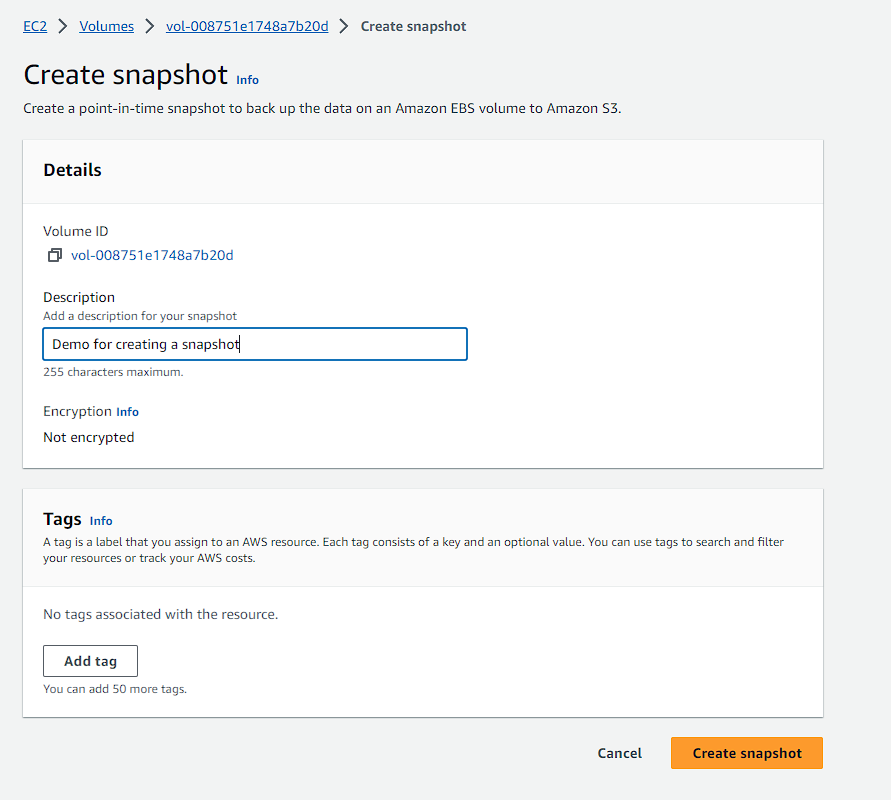 EC2 Volumes vol-008751e1748a7b20d Create snapshot
Create snapshot Info
Create a point-in-time snapshot to back up the data on an Amazon EBS volume to Amazon S3.
Details
Volume ID
vol-008751e1748a7b20d
Description
Add a description for your snapshot
Demo for creating a snapshot
255 characters maximum.
Encryption Info
Not encrypted
Tags Info
A tag is a label that you assign to an AWS resource. Each tag consists of a key and an optional value. You can use tags to search and filter
your resources or track your AWS costs.
No tags associated with the resource.
Add tag
You can add 50 more tags.
Cancel Create snapshot